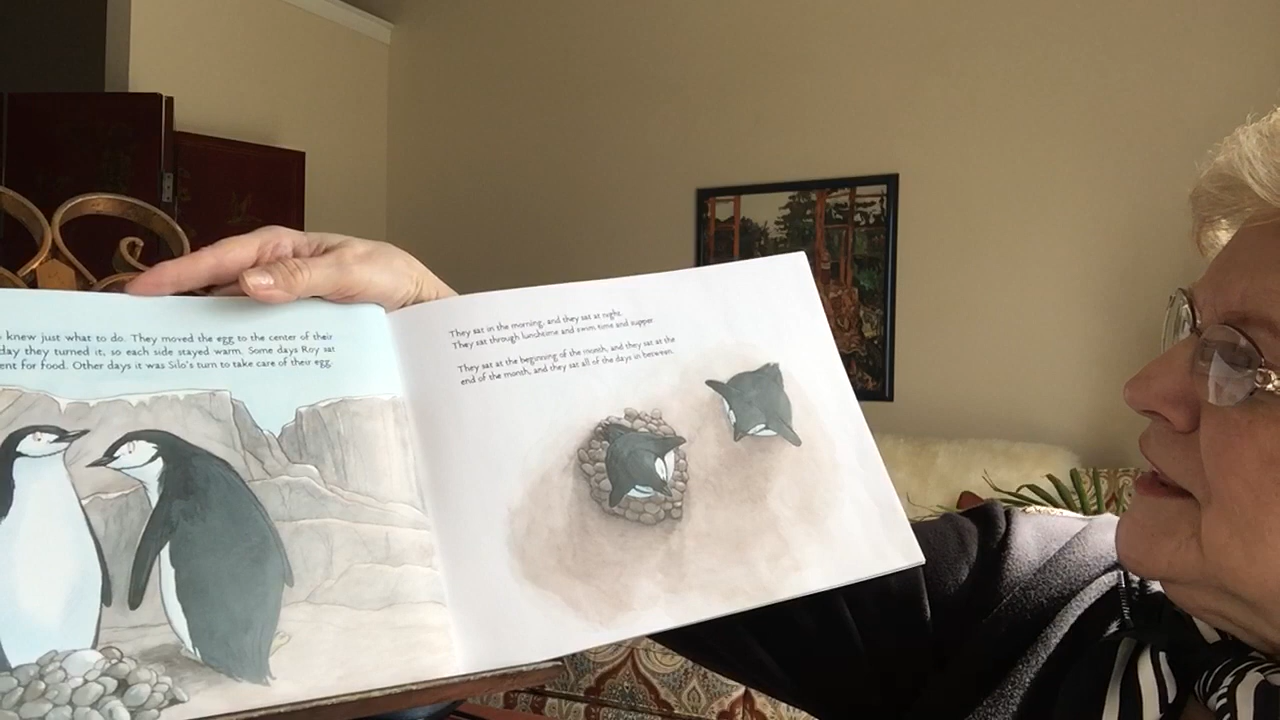 knew just what to do. They moved the egg to the center of their
day they turned it, so each side stayed warm. Some days Roy sat
ent for food. Other days it was Silo's turn to take care of their egg.
They sat in the morning, and they sat at night.
They sat through lunchtime and swim time and supper
They sat at the beginning of the month, and they sat at the
end of the month, and they sat all of the days in between.